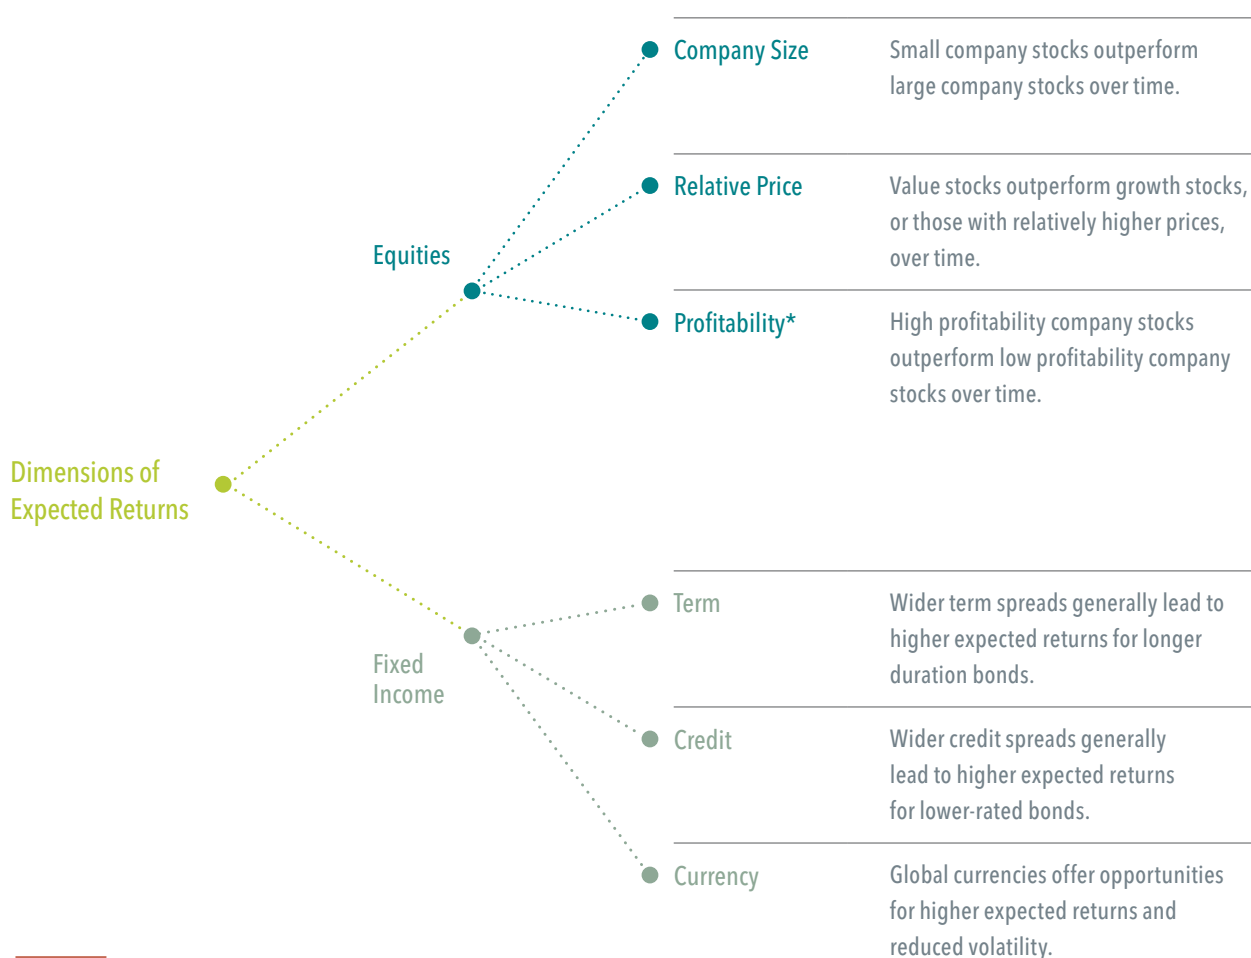 Company Size
Small company stocks outperform
large company stocks over time.
Relative Price
Value stocks outperform growth stocks,
or those with relatively higher prices,
over time.
Equities
Profitability*
High profitability company stocks
outperform low profitability company
stocks over time.
Dimensions of
Expected Returns
Term
Wider term spreads generally lead to
higher expected returns for longer
duration bonds.
Fixed
Income
Credit
Wider credit spreads generally
lead to higher expected returns
for lower-rated bonds.
Currency
Global currencies offer opportunities
for higher expected returns and
reduced volatility.